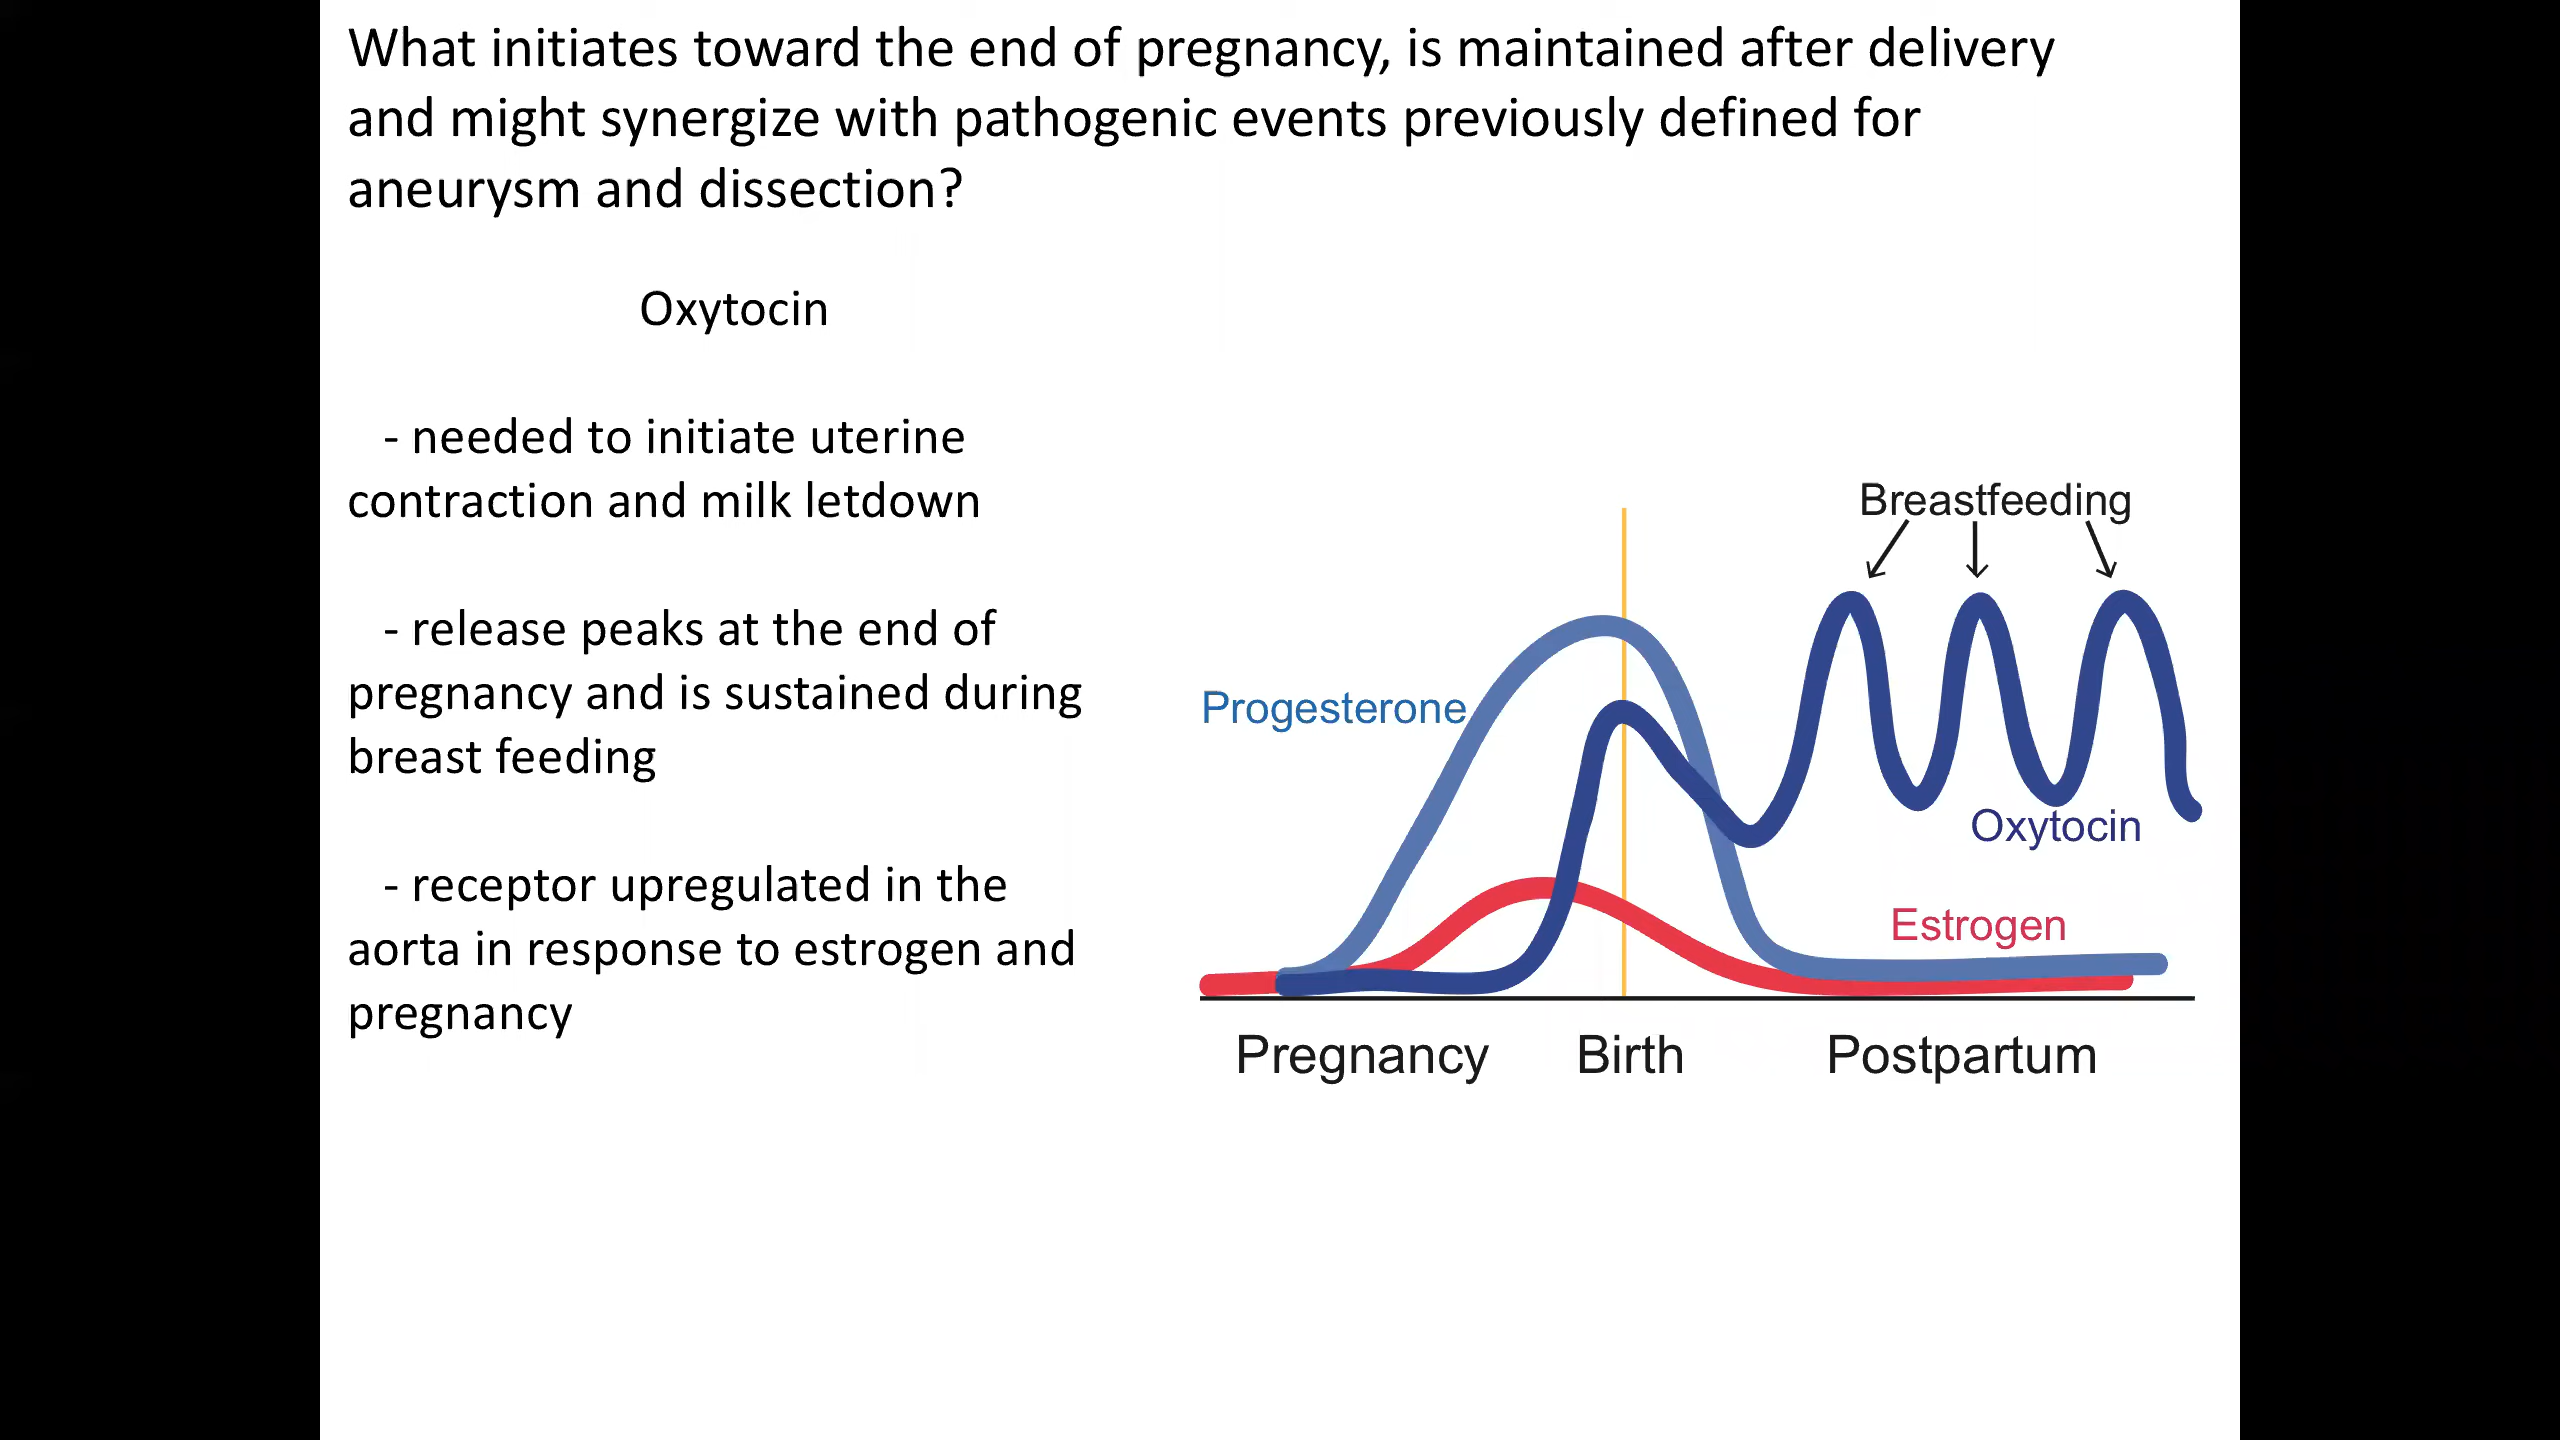 What initiates toward the end of pregnancy, is maintained after delivery
and might synergize with pathogenic events previously defined for
aneurysm and dissection?
Oxytocin
- needed to initiate uterine
contraction and milk letdown
- release peaks at the end of
pregnancy and is sustained during
breast feeding
- receptor upregulated in the
aorta in response to estrogen and
pregnancy
Breastfeeding
Progesterone
Oxytocin
Estrogen
Pregnancy Birth Postpartum